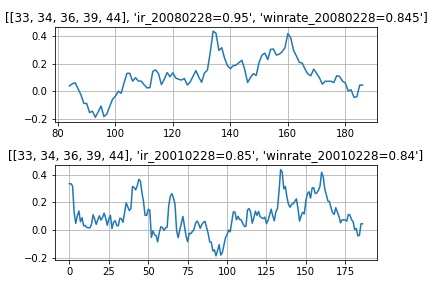 [[33, 34, 36, 39, 44], 'ir_20080228=0.95', 'winrate_20080228=0.845']
0.4
0.2
0.0
−0.2
80 100 120 140 160 180
[[33, 34, 36, 39, 44], 'ir_20010228=0.85', 'winrate_20010228=0.84']
0.4
0.2
0.0
−0.2
0 25 50 75 100 125 150 175